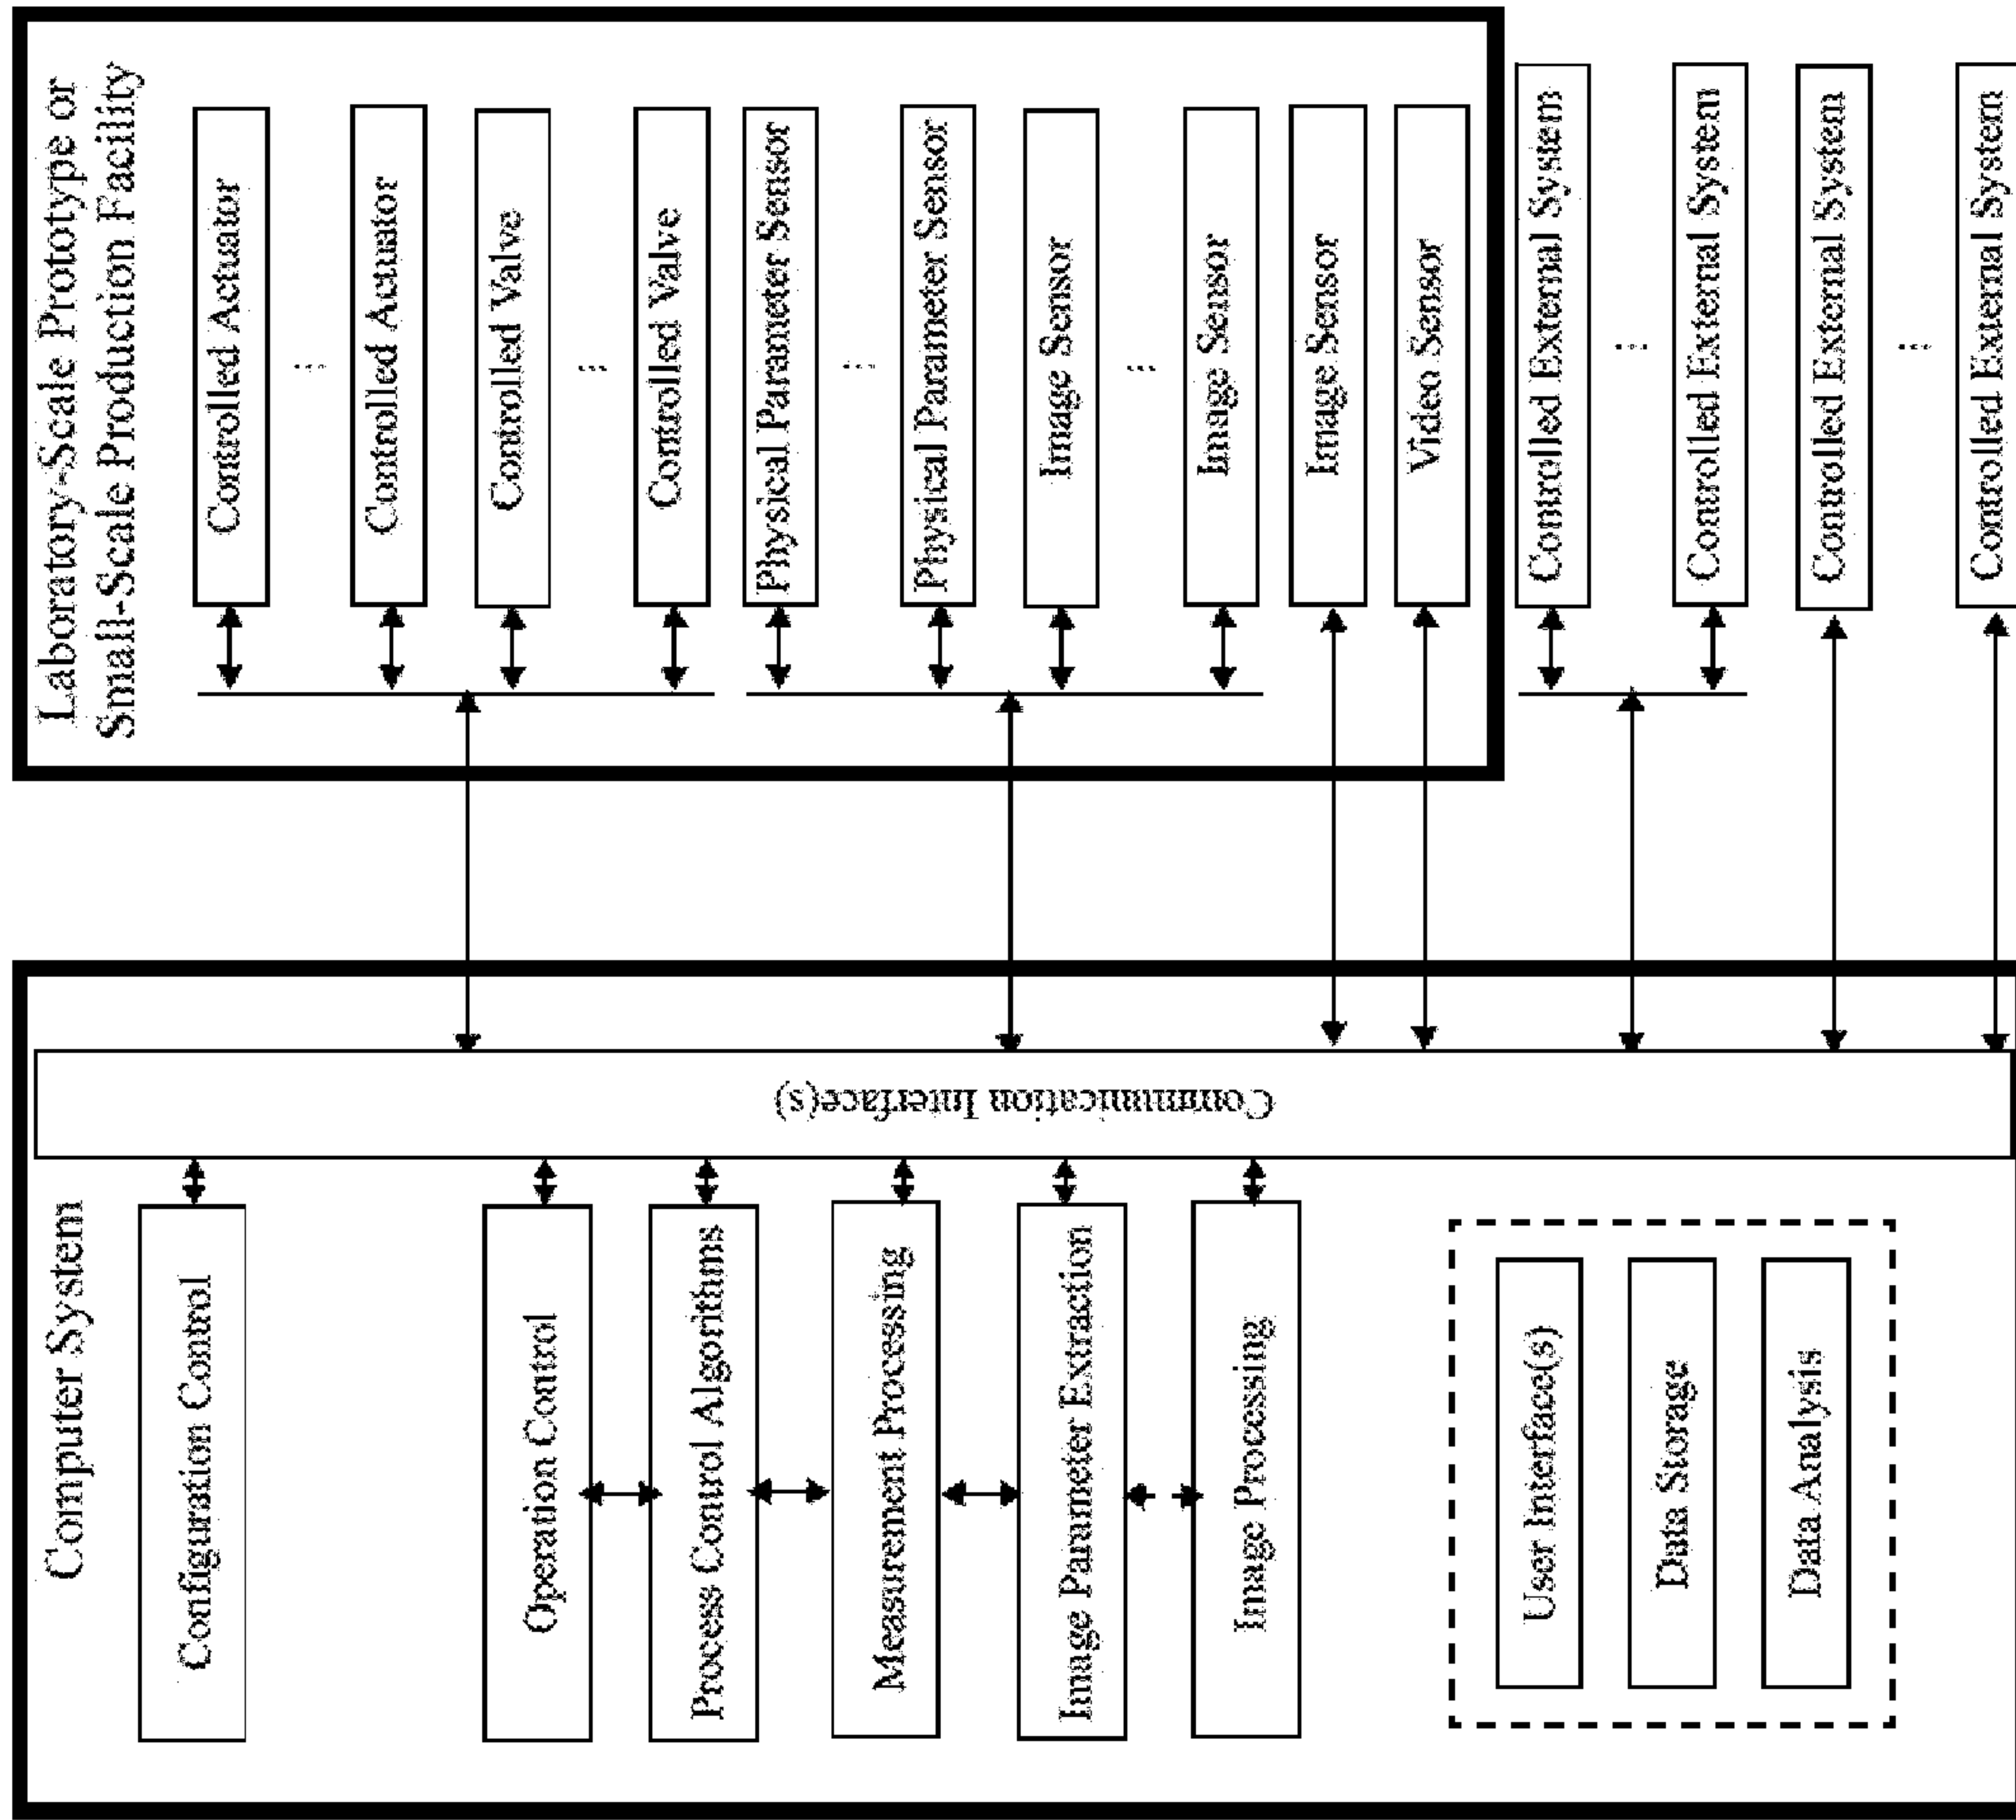 Computer System
Configuration Control
Operation Control
Process Control Algorithms
Measurement Processing
Image Parameter Extraction
Image Processing
User Interface(s)
Data Storage
Data Analysis
Communication Interface(s)
Laboratory-Scale Prototype or
Small-Scale Production Facility
Controlled Actuator
...
Controlled Actuator
Controlled Valve
...
Controlled Valve
Physical Parameter Sensor
...
Physical Parameter Sensor
Image Sensor
...
Image Sensor
Image Sensor
Video Sensor
Controlled External System
...
Controlled External System
Controlled External System
...
Controlled External System